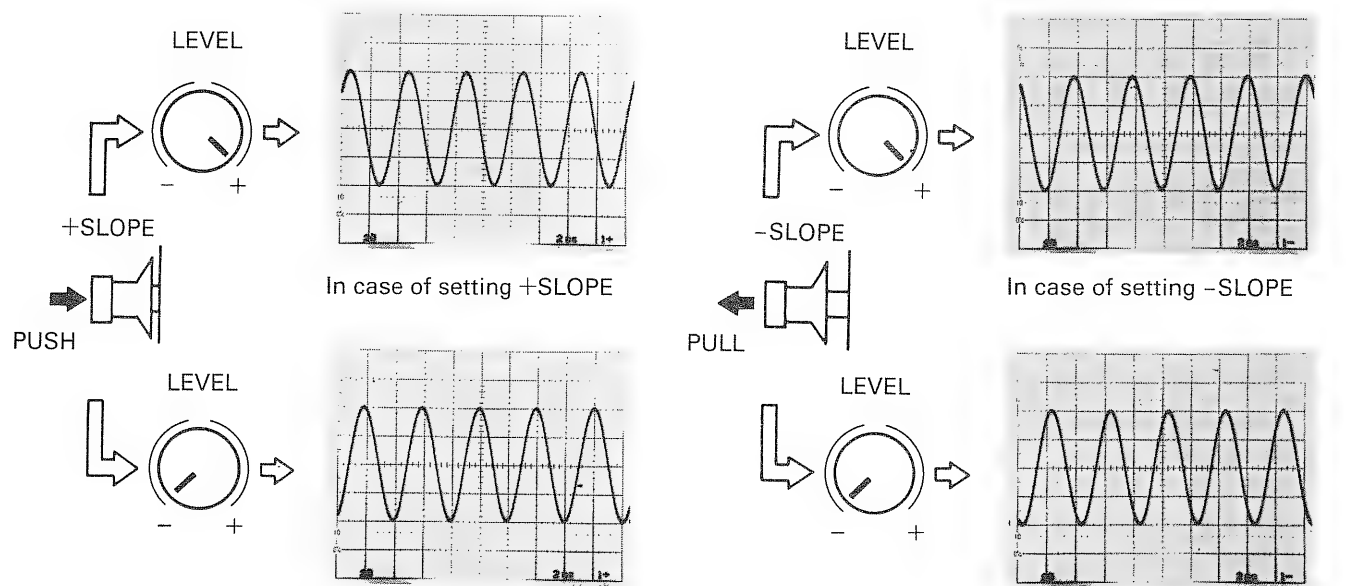 LEVEL
− +
+SLOPE
PUSH
In case of setting +SLOPE
LEVEL
− +
LEVEL
− +
−SLOPE
PULL
In case of setting −SLOPE
LEVEL
− +